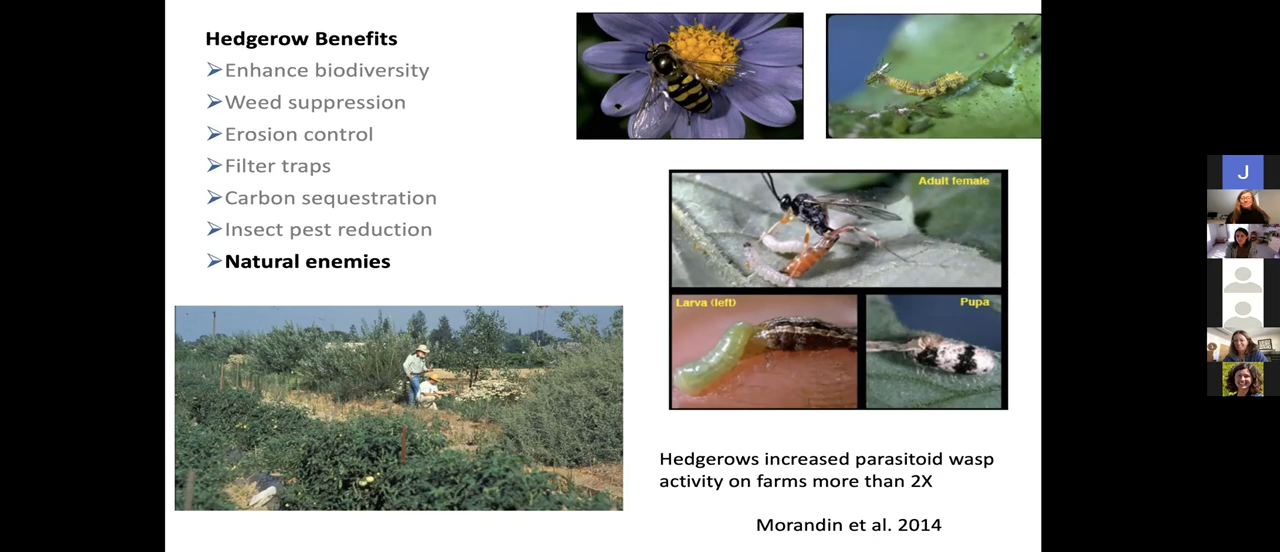 Hedgerow Benefits
➢Enhance biodiversity
➢Weed suppression
➢Erosion control
➢Filter traps
➢Carbon sequestration
➢Insect pest reduction
➢Natural enemies
Adult female
Larva (left)
Pupa
Hedgerows increased parasitoid wasp
activity on farms more than 2X
Morandin et al. 2014
J